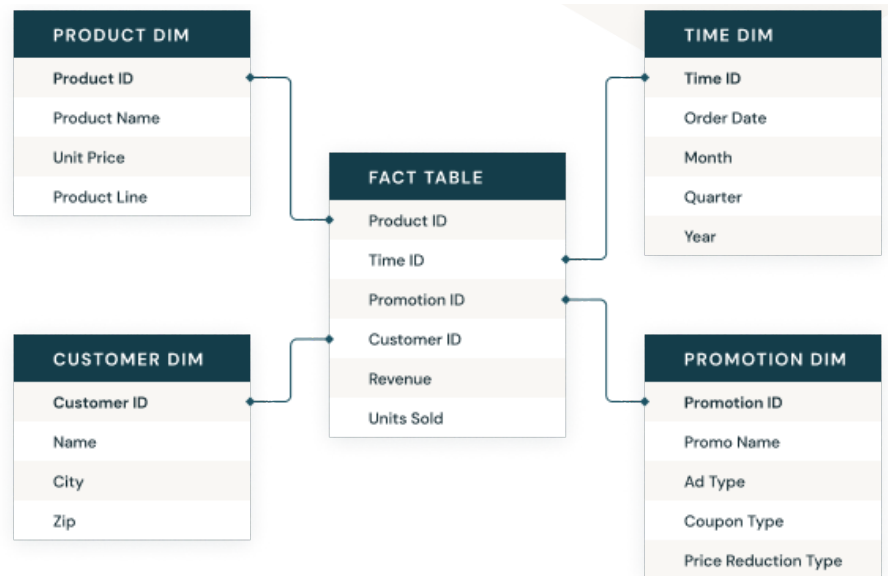 PRODUCT DIM
Product ID
Product Name
Unit Price
Product Line
TIME DIM
Time ID
Order Date
Month
Quarter
Year
FACT TABLE
Product ID
Time ID
Promotion ID
Customer ID
Revenue
Units Sold
CUSTOMER DIM
Customer ID
Name
City
Zip
PROMOTION DIM
Promotion ID
Promo Name
Ad Type
Coupon Type
Price Reduction Type